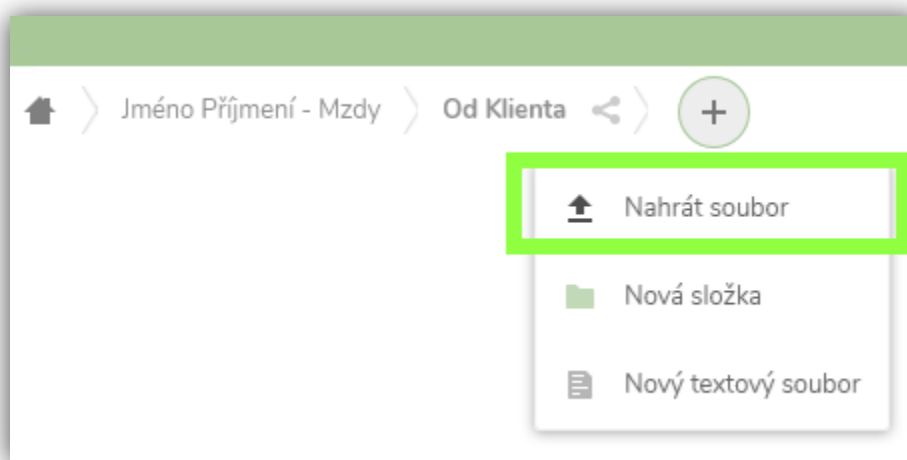 Jméno Příjmení - Mzdy Od Klienta
Nahrát soubor
Nová složka
Nový textový soubor